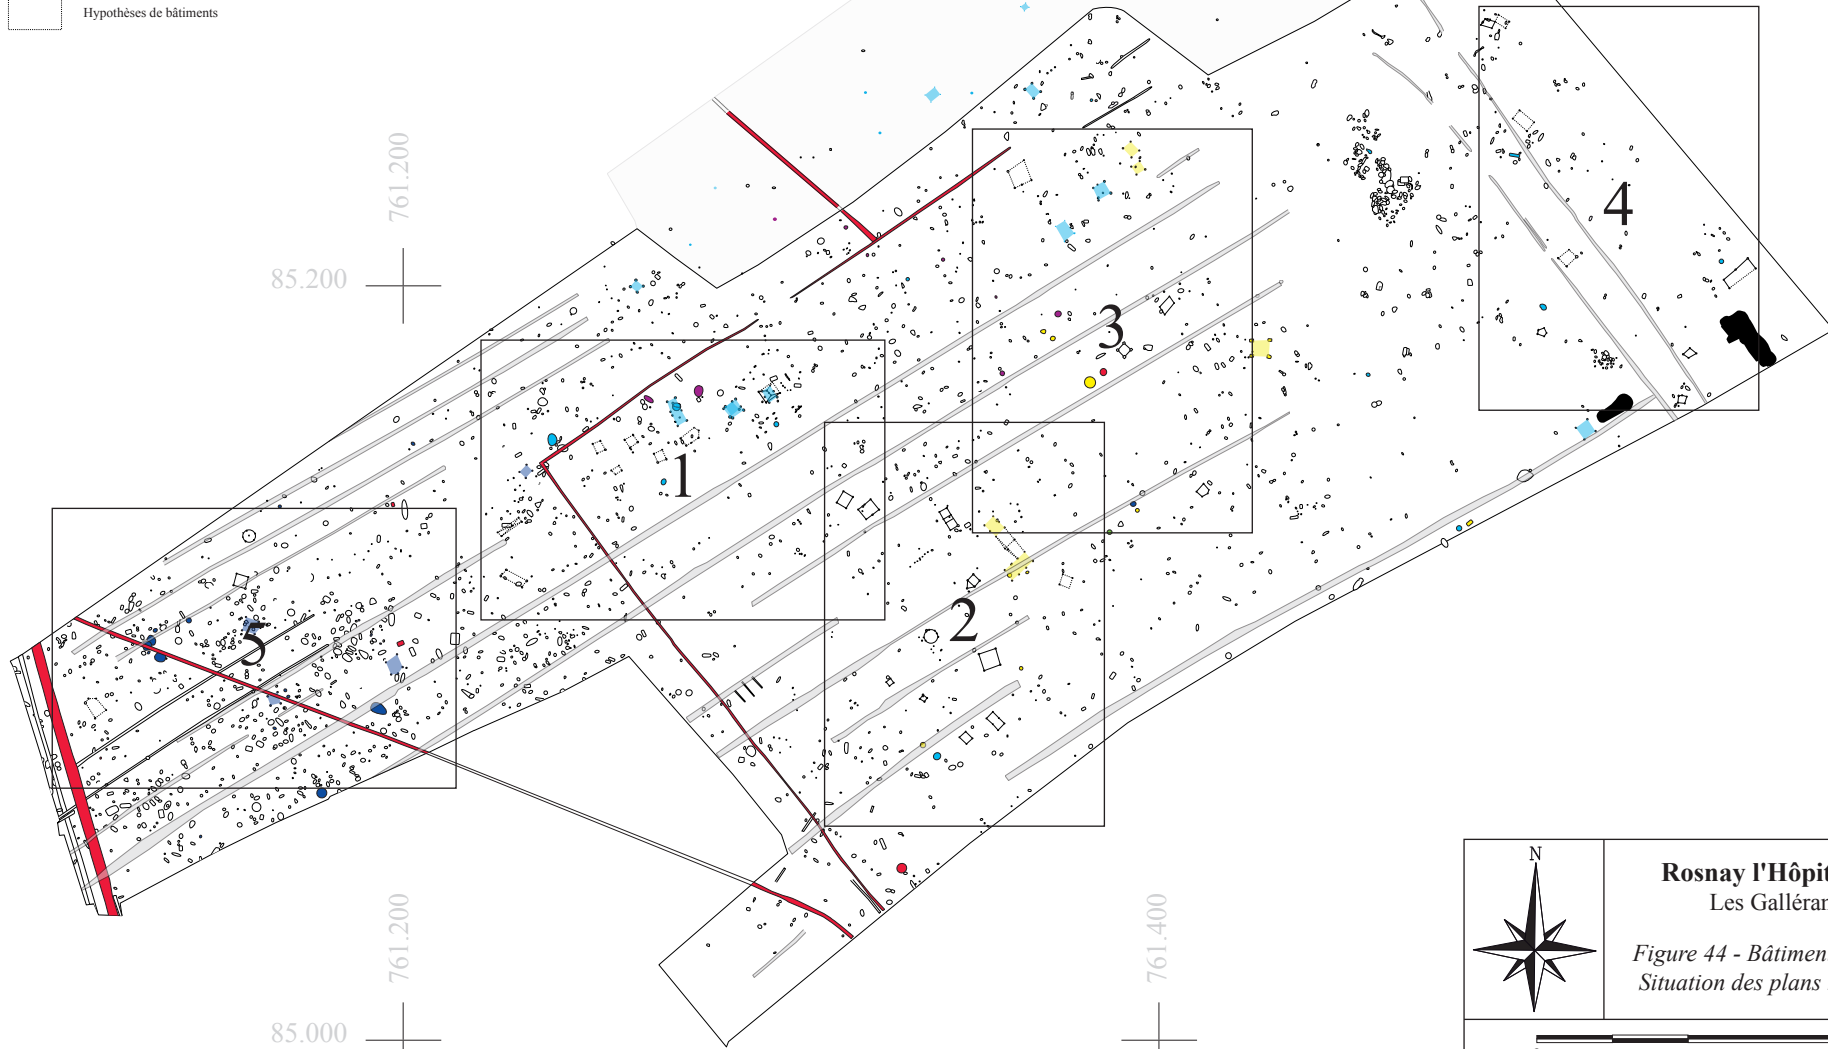 Hypothèses de bâtiments
761.200
85.200
4
3
1
2
5
761.200
761.400
85.000
N
Rosnay l'Hôpit
Les Galléran
Figure 44 - Bâtimen
Situation des plans